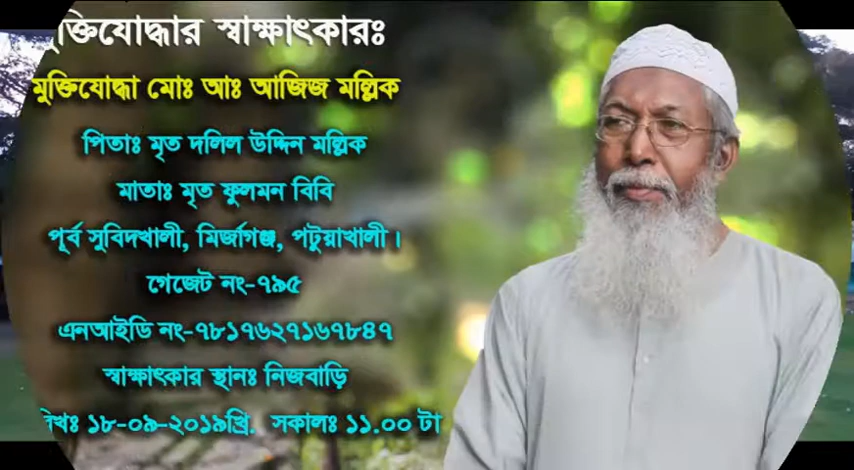 মুক্তিযোদ্ধার স্বাক্ষাৎকারঃ
মুক্তিযোদ্ধা মোঃ আঃ আজিজ মল্লিক
পিতাঃ মৃত দলিল উদ্দিন মল্লিক
মাতাঃ মৃত ফুলমন বিবি
পূর্ব সুবিদখালী, মির্জাগঞ্জ, পটুয়াখালী।
গেজেট নং-৭৯৫
এনআইডি নং-৭৮১৭৬২৭১৬৭৮৪৭
স্বাক্ষাৎকার স্থানঃ নিজবাড়ি
রিখঃ ১৮-০৯-২০১৯খ্রি. সকালঃ ১১.০০ টা